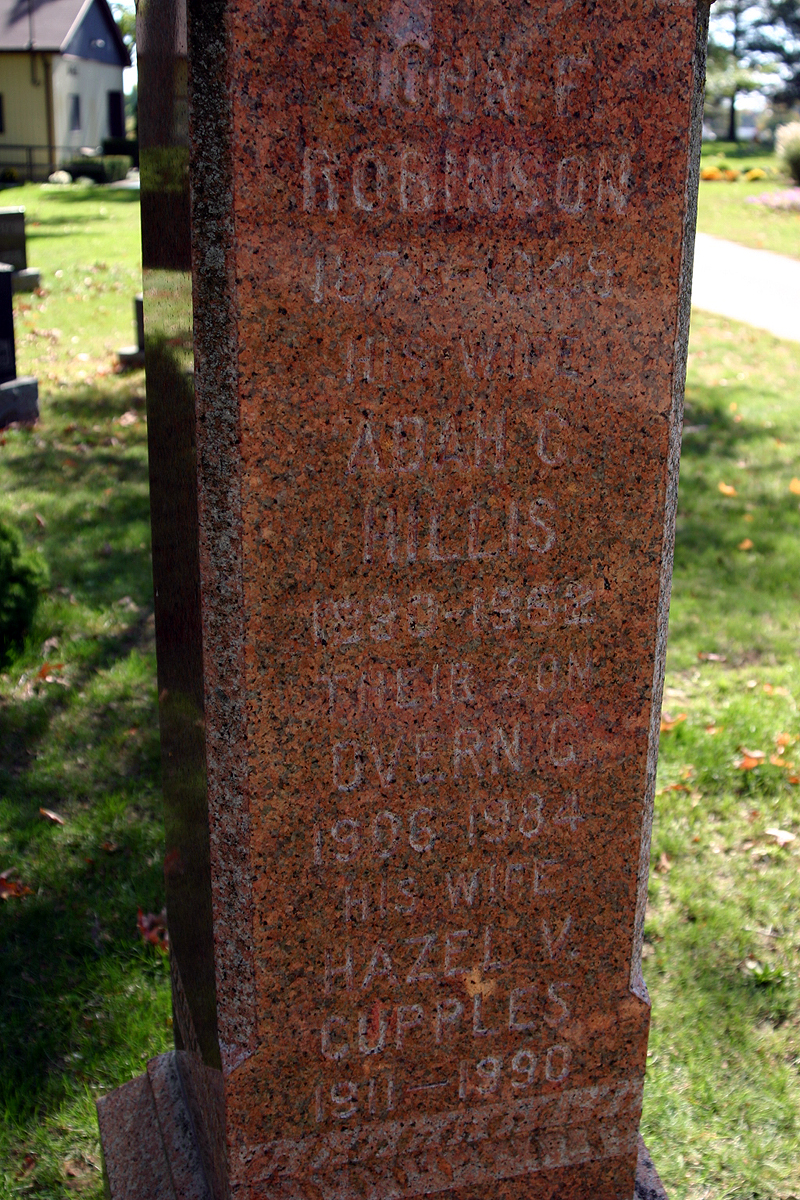 JOHN F.
ROBINSON
HIS WIFE
ADAH C
HILLIS
THEIR SON
OVERN G.
1906-1984
HIS WIFE
HAZEL V.
CUPPLES
1911—1990